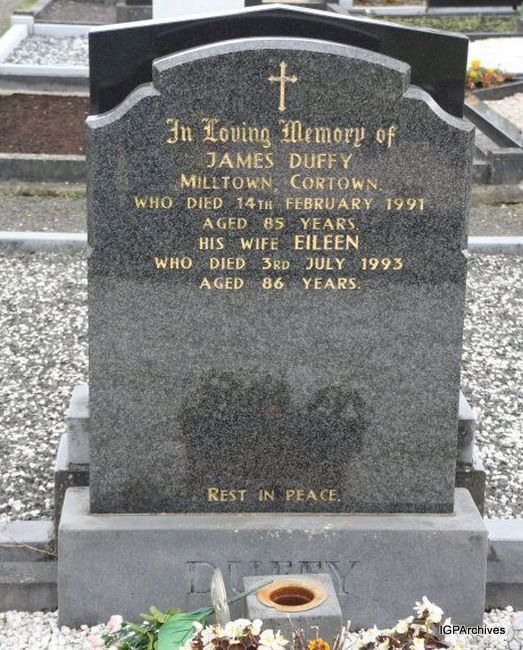 In Loving Memory of
JAMES DUFFY
MILLTOWN, CORTOWN.
WHO DIED 14TH FEBRUARY 1991
AGED 85 YEARS
HIS WIFE EILEEN
WHO DIED 3RD JULY 1993
AGED 86 YEARS.
REST IN PEACE.
DUFFY
IGPArchives